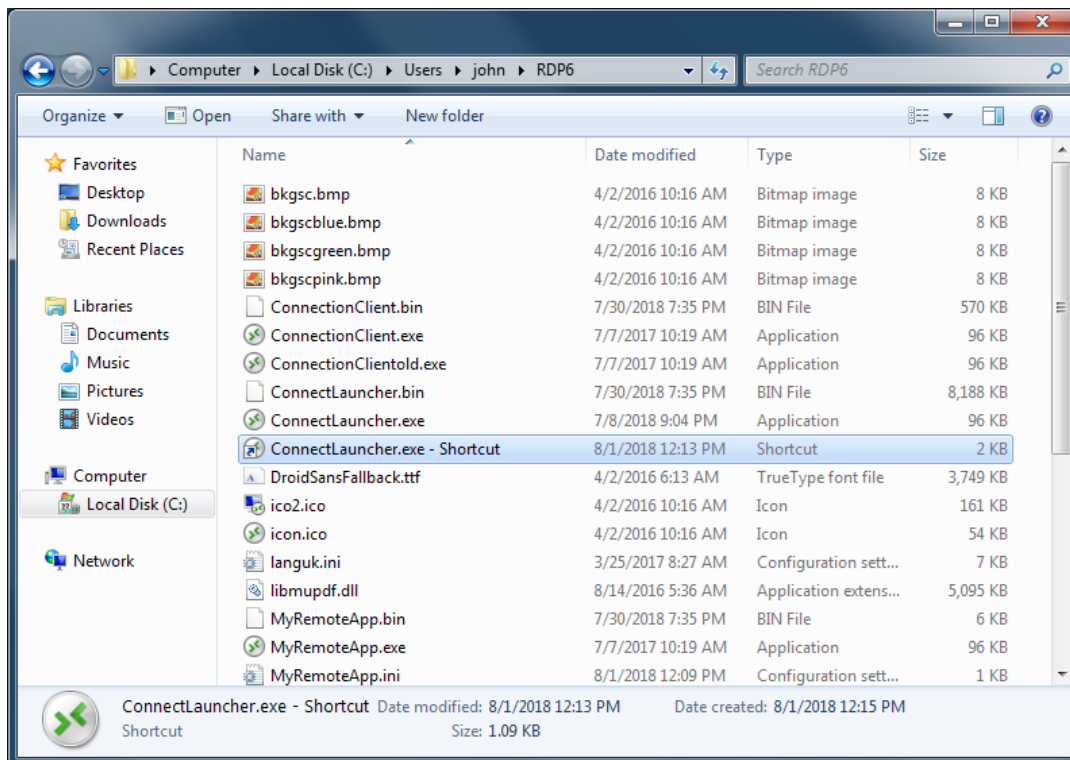 Computer Local Disk (C:) Users john RDP6 Search RDP6
Organize Open Share with New folder
Favorites
Desktop
Downloads
Recent Places
Libraries
Documents
Music
Pictures
Videos
Computer
Local Disk (C:)
Network
Name Date modified Type Size
bkgsc.bmp 4/2/2016 10:16 AM Bitmap image 8 KB
bkgscblue.bmp 4/2/2016 10:16 AM Bitmap image 8 KB
bkgscgreen.bmp 4/2/2016 10:16 AM Bitmap image 8 KB
bkgscpink.bmp 4/2/2016 10:16 AM Bitmap image 8 KB
ConnectionClient.bin 7/30/2018 7:35 PM BIN File 570 KB
ConnectionClient.exe 7/7/2017 10:19 AM Application 96 KB
ConnectionClientold.exe 7/7/2017 10:19 AM Application 96 KB
ConnectLauncher.bin 7/30/2018 7:35 PM BIN File 8,188 KB
ConnectLauncher.exe 7/8/2018 9:04 PM Application 96 KB
ConnectLauncher.exe - Shortcut 8/1/2018 12:13 PM Shortcut 2 KB
DroidSansFallback.ttf 4/2/2016 6:13 AM TrueType font file 3,749 KB
ico2.ico 4/2/2016 10:16 AM Icon 161 KB
icon.ico 4/2/2016 10:16 AM Icon 54 KB
languk.ini 3/25/2017 8:27 AM Configuration sett... 7 KB
libmupdf.dll 8/14/2016 5:36 AM Application extens... 5,095 KB
MyRemoteApp.bin 7/30/2018 7:35 PM BIN File 6 KB
MyRemoteApp.exe 7/7/2017 10:19 AM Application 96 KB
MyRemoteApp.ini 8/1/2018 12:09 PM Configuration sett... 1 KB
ConnectLauncher.exe - Shortcut Date modified: 8/1/2018 12:13 PM Date created: 8/1/2018 12:15 PM
Shortcut Size: 1.09 KB